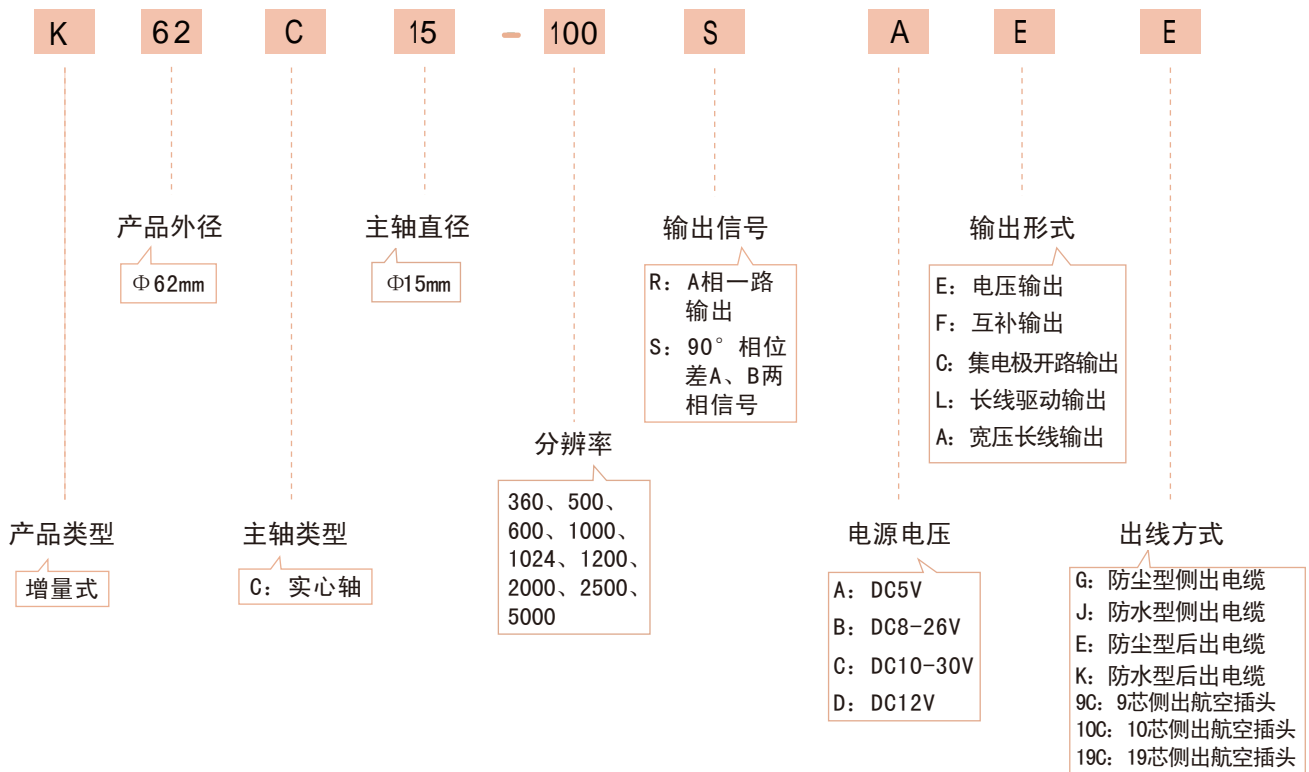 K 62 C 15 - 100 S A E E
产品外径
Φ62mm
主轴直径
Φ15mm
输出信号
R: A相一路
输出
S: 90°相位
差A、B两
相信号
输出形式
E: 电压输出
F: 互补输出
C: 集电极开路输出
L: 长线驱动输出
A: 宽压长线输出
分辨率
360、500、
600、1000、
1024、1200、
2000、2500、
5000
产品类型
增量式
主轴类型
C: 实心轴
电源电压
A: DC5V
B: DC8-26V
C: DC10-30V
D: DC12V
出线方式
G: 防尘型侧出电缆
J: 防水型侧出电缆
E: 防尘型后出电缆
K: 防水型后出电缆
9C: 9芯侧出航空插头
10C: 10芯侧出航空插头
19C: 19芯侧出航空插头